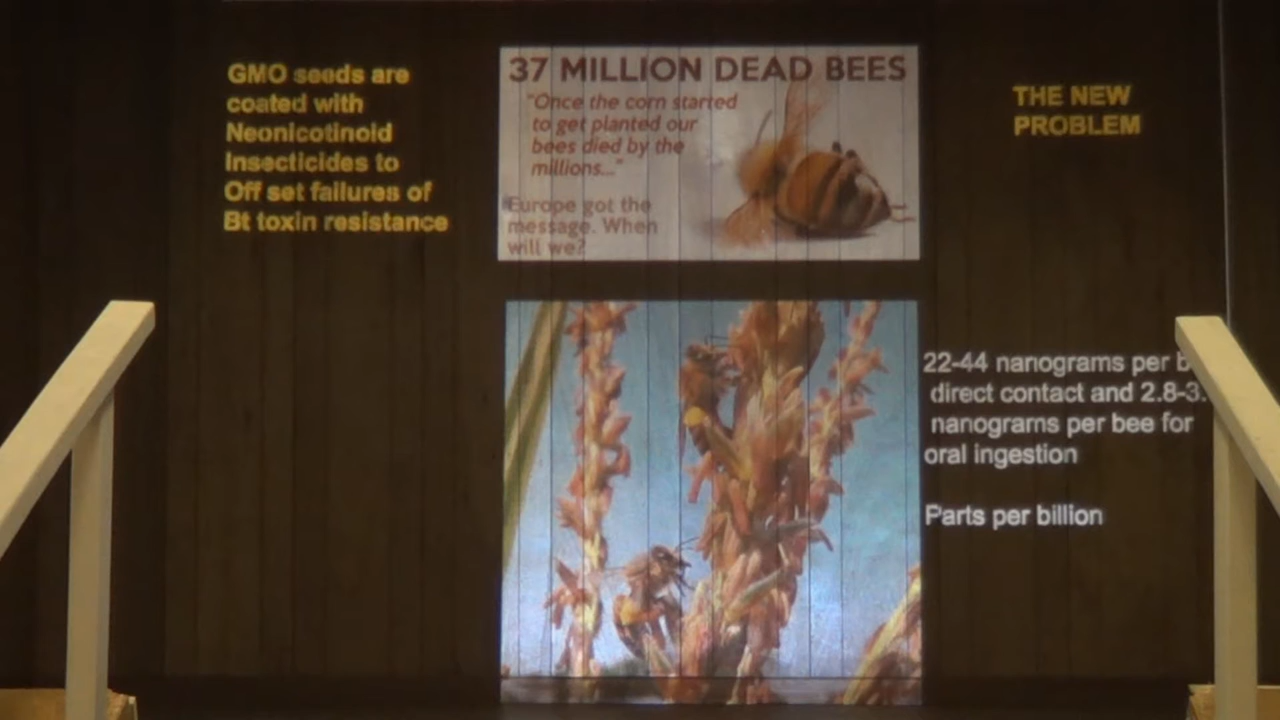 GMO seeds are
coated with
Neonicotinoid
Insecticides to
Off set failures of
Bt toxin resistance
37 MILLION DEAD BEES
"Once the corn started
to get planted our
bees died by the
millions..."
Europe got the
message. When
will we?
THE NEW
PROBLEM
22-44 nanograms per
direct contact and 2.8-3.
nanograms per bee for
oral ingestion
Parts per billion